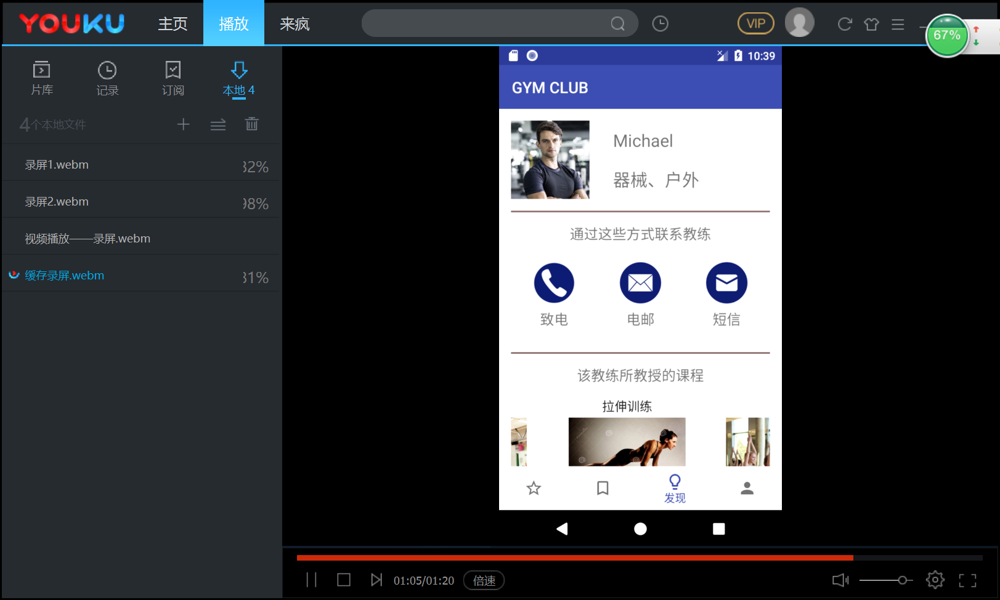 YOUKU
主页
播放
来疯
VIP
67%
片库
记录
订阅
本地 4
4个本地文件
录屏1.webm
32%
录屏2.webm
98%
视频播放——录屏.webm
缓存录屏.webm
81%
10:39
GYM CLUB
Michael
器械、户外
通过这些方式联系教练
致电
电邮
短信
该教练所教授的课程
拉伸训练
发现
01:05/01:20
倍速